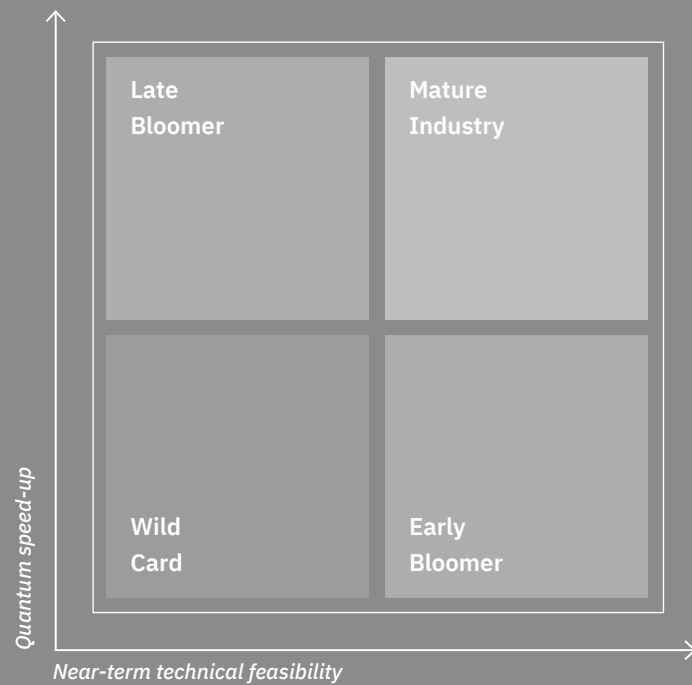 Late
Bloomer
Mature
Industry
Wild
Card
Early
Bloomer
Quantum speed-up
Near-term technical feasibility